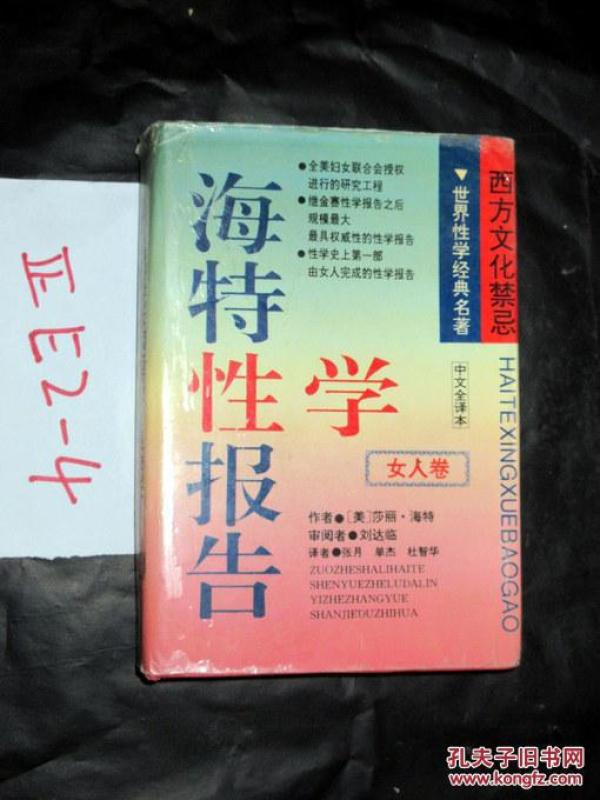 正E2-4
海特性学报告
●全美妇女联合会授权
进行的研究工程
●继金赛性学报告之后
规模最大
最具权威性的性学报告
●性学史上第一部
由女人完成的性学报告
▼世界性学经典名著
西方文化禁忌
中文全译本
HAITEXINGXUEBAOGAO
女人卷
作者●[美]莎丽·海特
审阅者●刘达临
译者●张月 单杰 杜智华
ZUOZHESHALIHAITE
SHENYUEZHELUDALIN
YIZHEZHANGYUE
SHANJIEDUZHIHUA
孔夫子旧书网
www.kongfz.com